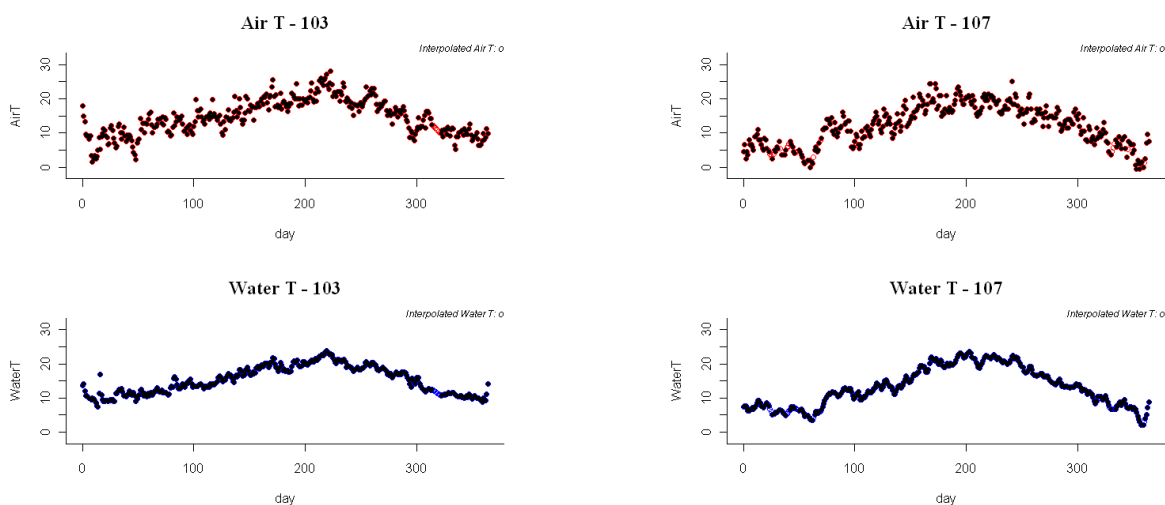 Air T - 103
Interpolated Air T: o
AirT
30
20
10
0
0 100 200 300
day
Air T - 107
Interpolated Air T: o
AirT
30
20
10
0
0 100 200 300
day
Water T - 103
Interpolated Water T: o
WaterT
30
20
10
0
0 100 200 300
day
Water T - 107
Interpolated Water T: o
WaterT
30
20
10
0
0 100 200 300
day